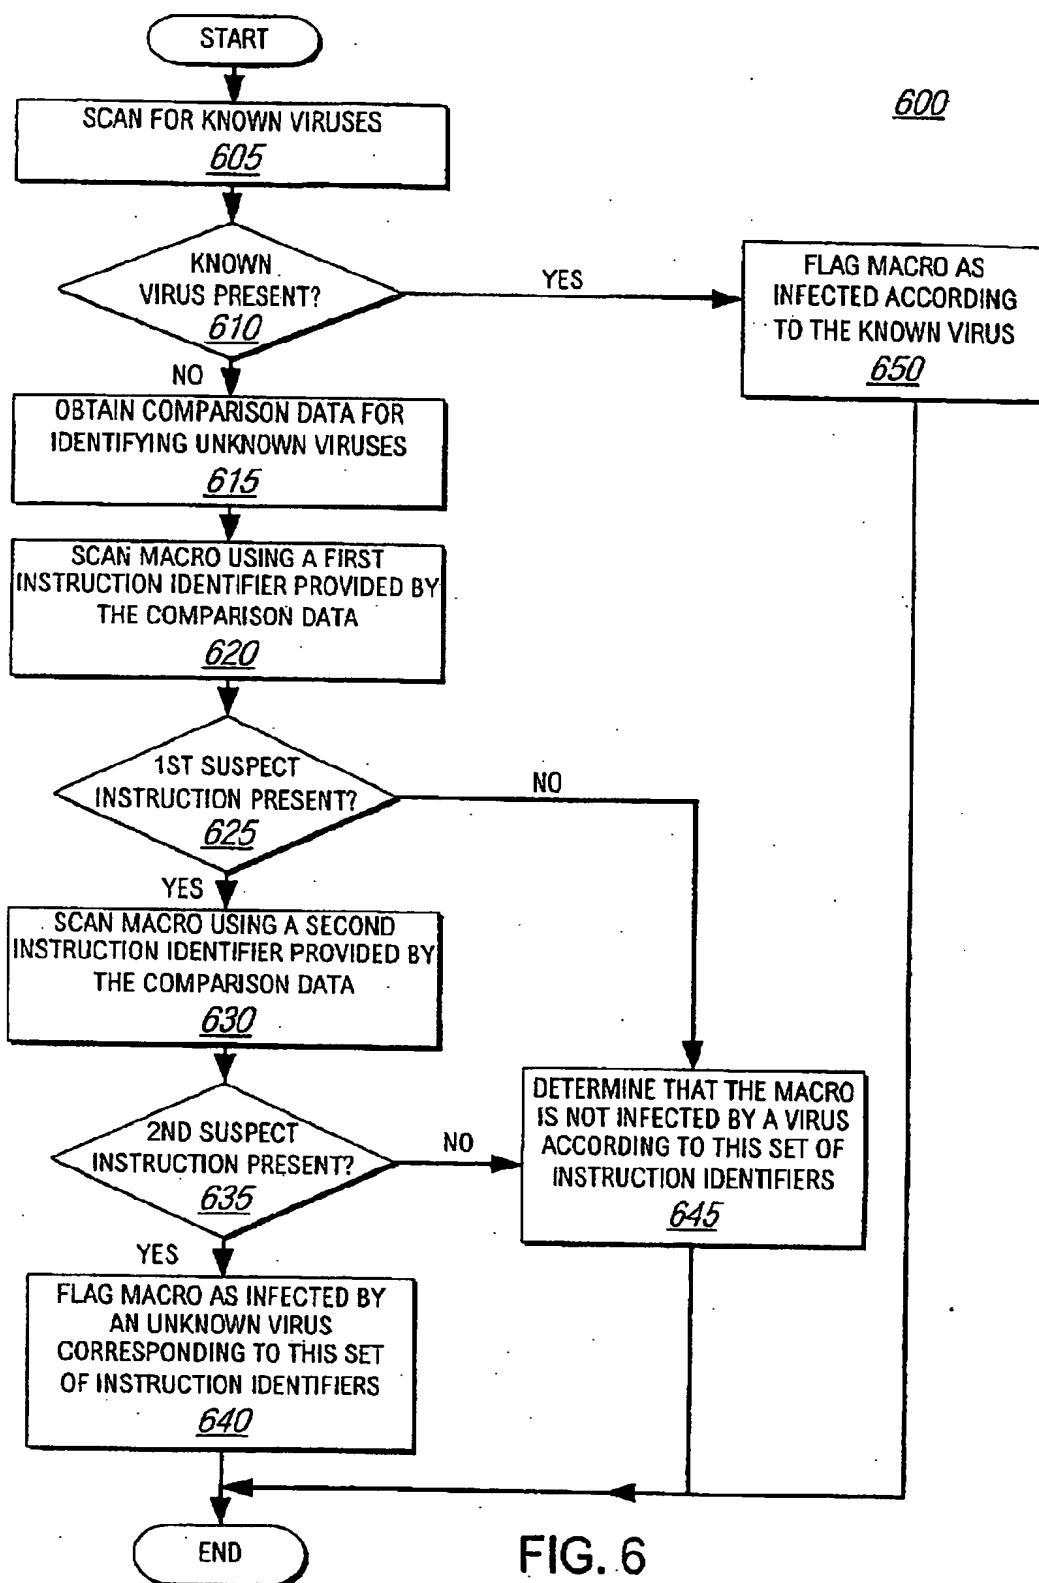 START
600
SCAN FOR KNOWN VIRUSES
605
KNOWN
VIRUS PRESENT?
610
YES
FLAG MACRO AS
INFECTED ACCORDING
TO THE KNOWN VIRUS
650
NO
OBTAIN COMPARISON DATA FOR
IDENTIFYING UNKNOWN VIRUSES
615
SCAN MACRO USING A FIRST
INSTRUCTION IDENTIFIER PROVIDED BY
THE COMPARISON DATA
620
1ST SUSPECT
INSTRUCTION PRESENT?
625
NO
YES
SCAN MACRO USING A SECOND
INSTRUCTION IDENTIFIER PROVIDED BY
THE COMPARISON DATA
630
2ND SUSPECT
INSTRUCTION PRESENT?
635
NO
DETERMINE THAT THE MACRO
IS NOT INFECTED BY A VIRUS
ACCORDING TO THIS SET OF
INSTRUCTION IDENTIFIERS
645
YES
FLAG MACRO AS INFECTED BY
AN UNKNOWN VIRUS
CORRESPONDING TO THIS SET
OF INSTRUCTION IDENTIFIERS
640
END
FIG. 6